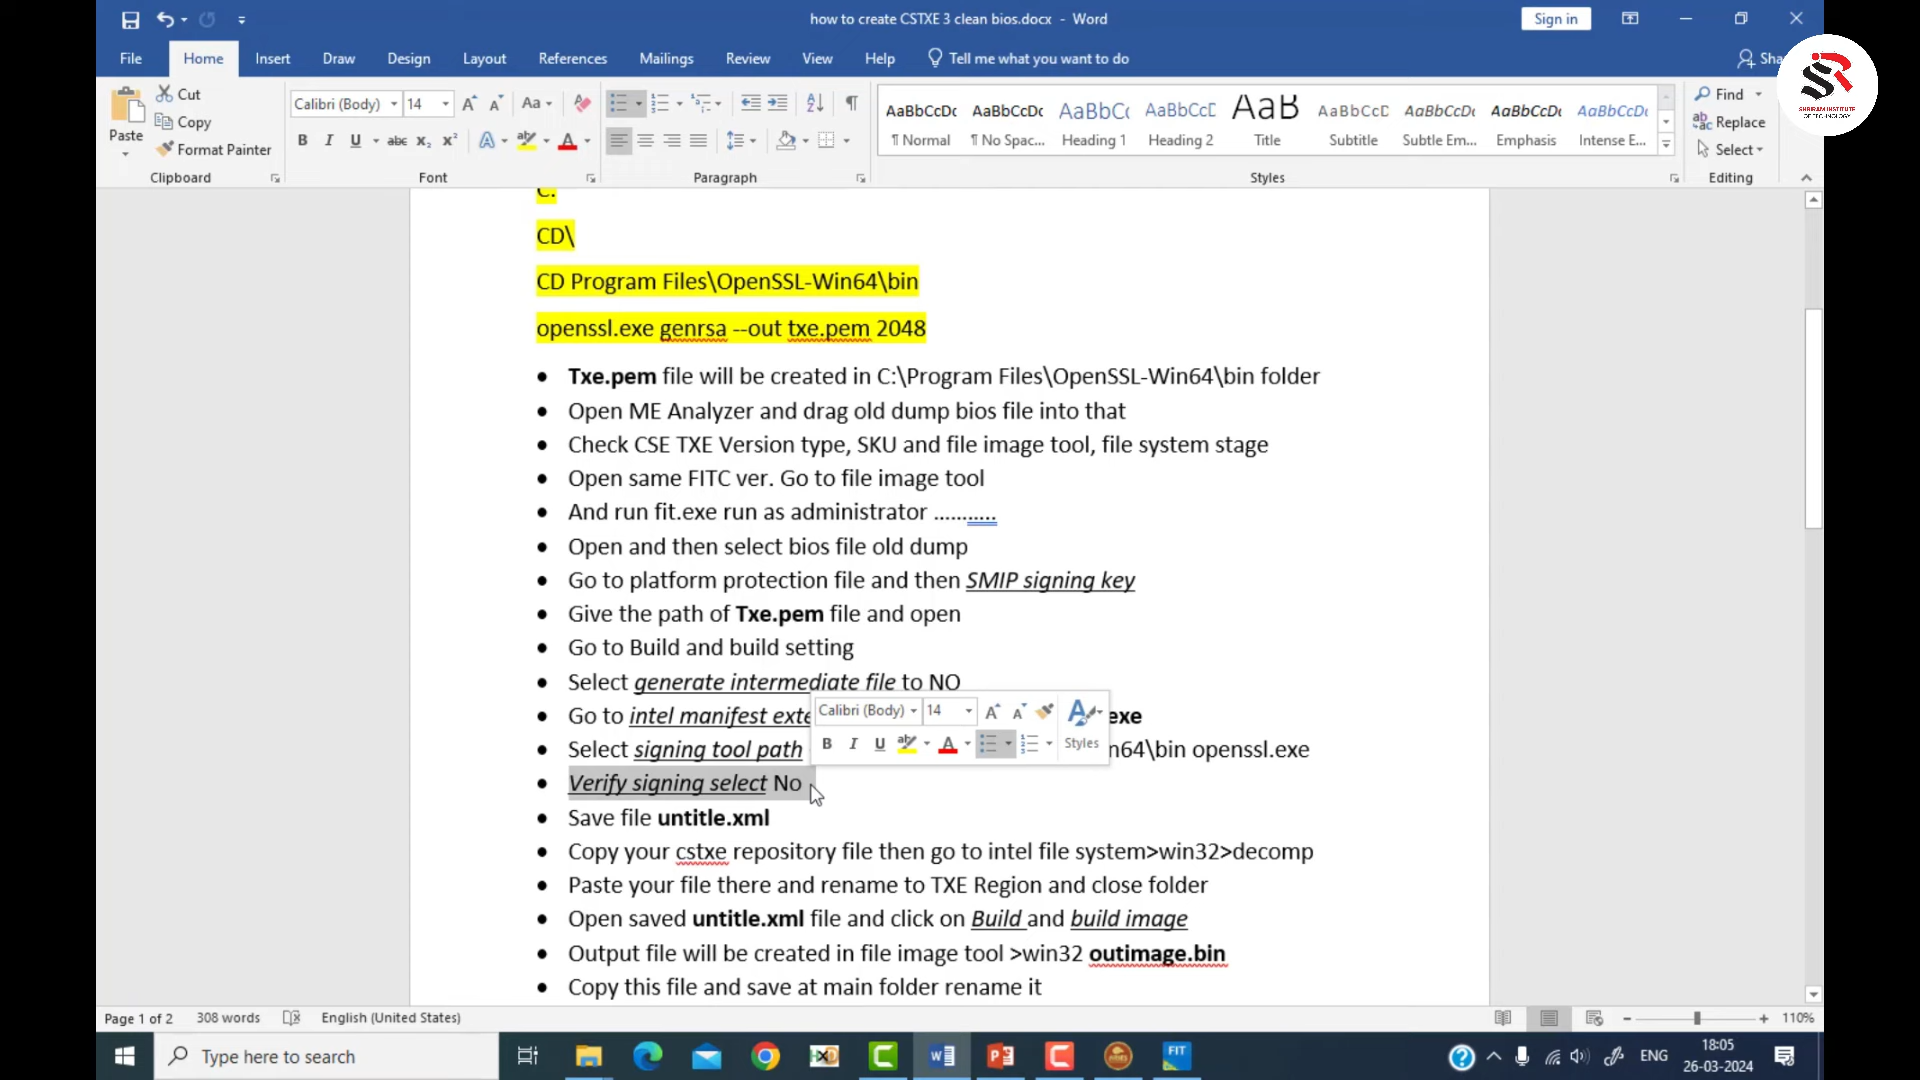 how to create CSTXE 3 clean bios.docx - Word
Sign in
File Home Insert Draw Design Layout References Mailings Review View Help Tell me what you want to do
Sha
SHRIRAM INSTITUTE
OF TECHNOLOGY
Paste
Cut
Copy
Format Painter
Calibri (Body) 14
Clipboard Font Paragraph Styles Editing
AaBbCcDc AaBbCcDc AaBbC AaBbCcD AaB AaBbCcD AaBbCcDc AaBbCcDc AaBbCcDc
¶ Normal ¶ No Spac... Heading 1 Heading 2 Title Subtitle Subtle Em... Emphasis Intense E...
Find
Replace
Select
C:
CD\
CD Program Files\OpenSSL-Win64\bin
openssl.exe genrsa --out txe.pem 2048
• Txe.pem file will be created in C:\Program Files\OpenSSL-Win64\bin folder
• Open ME Analyzer and drag old dump bios file into that
• Check CSE TXE Version type, SKU and file image tool, file system stage
• Open same FITC ver. Go to file image tool
• And run fit.exe run as administrator ...........
• Open and then select bios file old dump
• Go to platform protection file and then SMIP signing key
• Give the path of Txe.pem file and open
• Go to Build and build setting
• Select generate intermediate file to NO
• Go to intel manifest exte exe
• Select signing tool path n64\bin openssl.exe
Calibri (Body) 14
B I U Styles
• Verify signing select No
• Save file untitle.xml
• Copy your cstxe repository file then go to intel file system>win32>decomp
• Paste your file there and rename to TXE Region and close folder
• Open saved untitle.xml file and click on Build and build image
• Output file will be created in file image tool >win32 outimage.bin
• Copy this file and save at main folder rename it
Page 1 of 2 308 words English (United States) 110%
Type here to search
FIT
ENG
18:05
26-03-2024